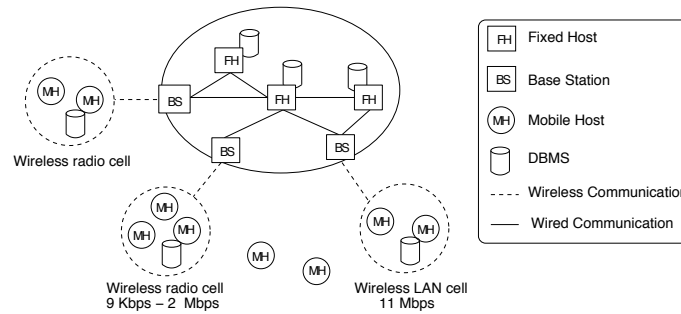 FH
FH
FH
BS
BS
BS
MH
MH
Wireless radio cell
MH
MH
MH
Wireless radio cell
9 Kbps – 2 Mbps
MH
MH
MH
MH
Wireless LAN cell
11 Mbps
FH Fixed Host
BS Base Station
MH Mobile Host
DBMS
Wireless Communication
Wired Communication